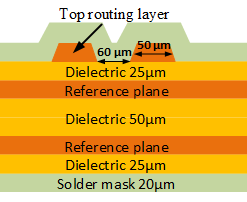 Top routing layer
60 µm
50 µm
Dielectric 25µm
Reference plane
Dielectric 50µm
Reference plane
Dielectric 25µm
Solder mask 20µm